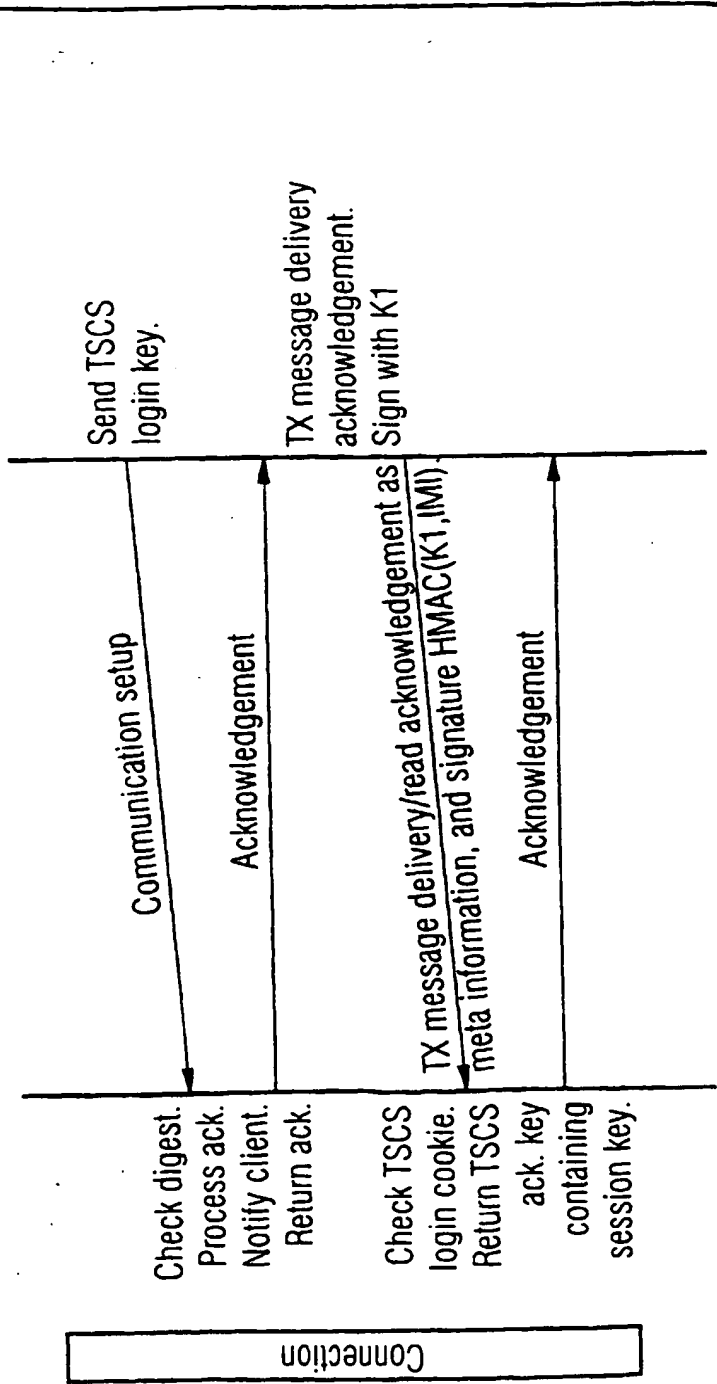 Connection
Check digest.
Process ack.
Notify client.
Return ack.
Check TSCS
login cookie.
Return TSCS
ack. key
containing
session key.
Communication setup
Acknowledgement
TX message delivery/read acknowledgement as
meta information, and signature HMAC(K1,IMI).
Acknowledgement
Send TSCS
login key.
TX message delivery
acknowledgement.
Sign with K1